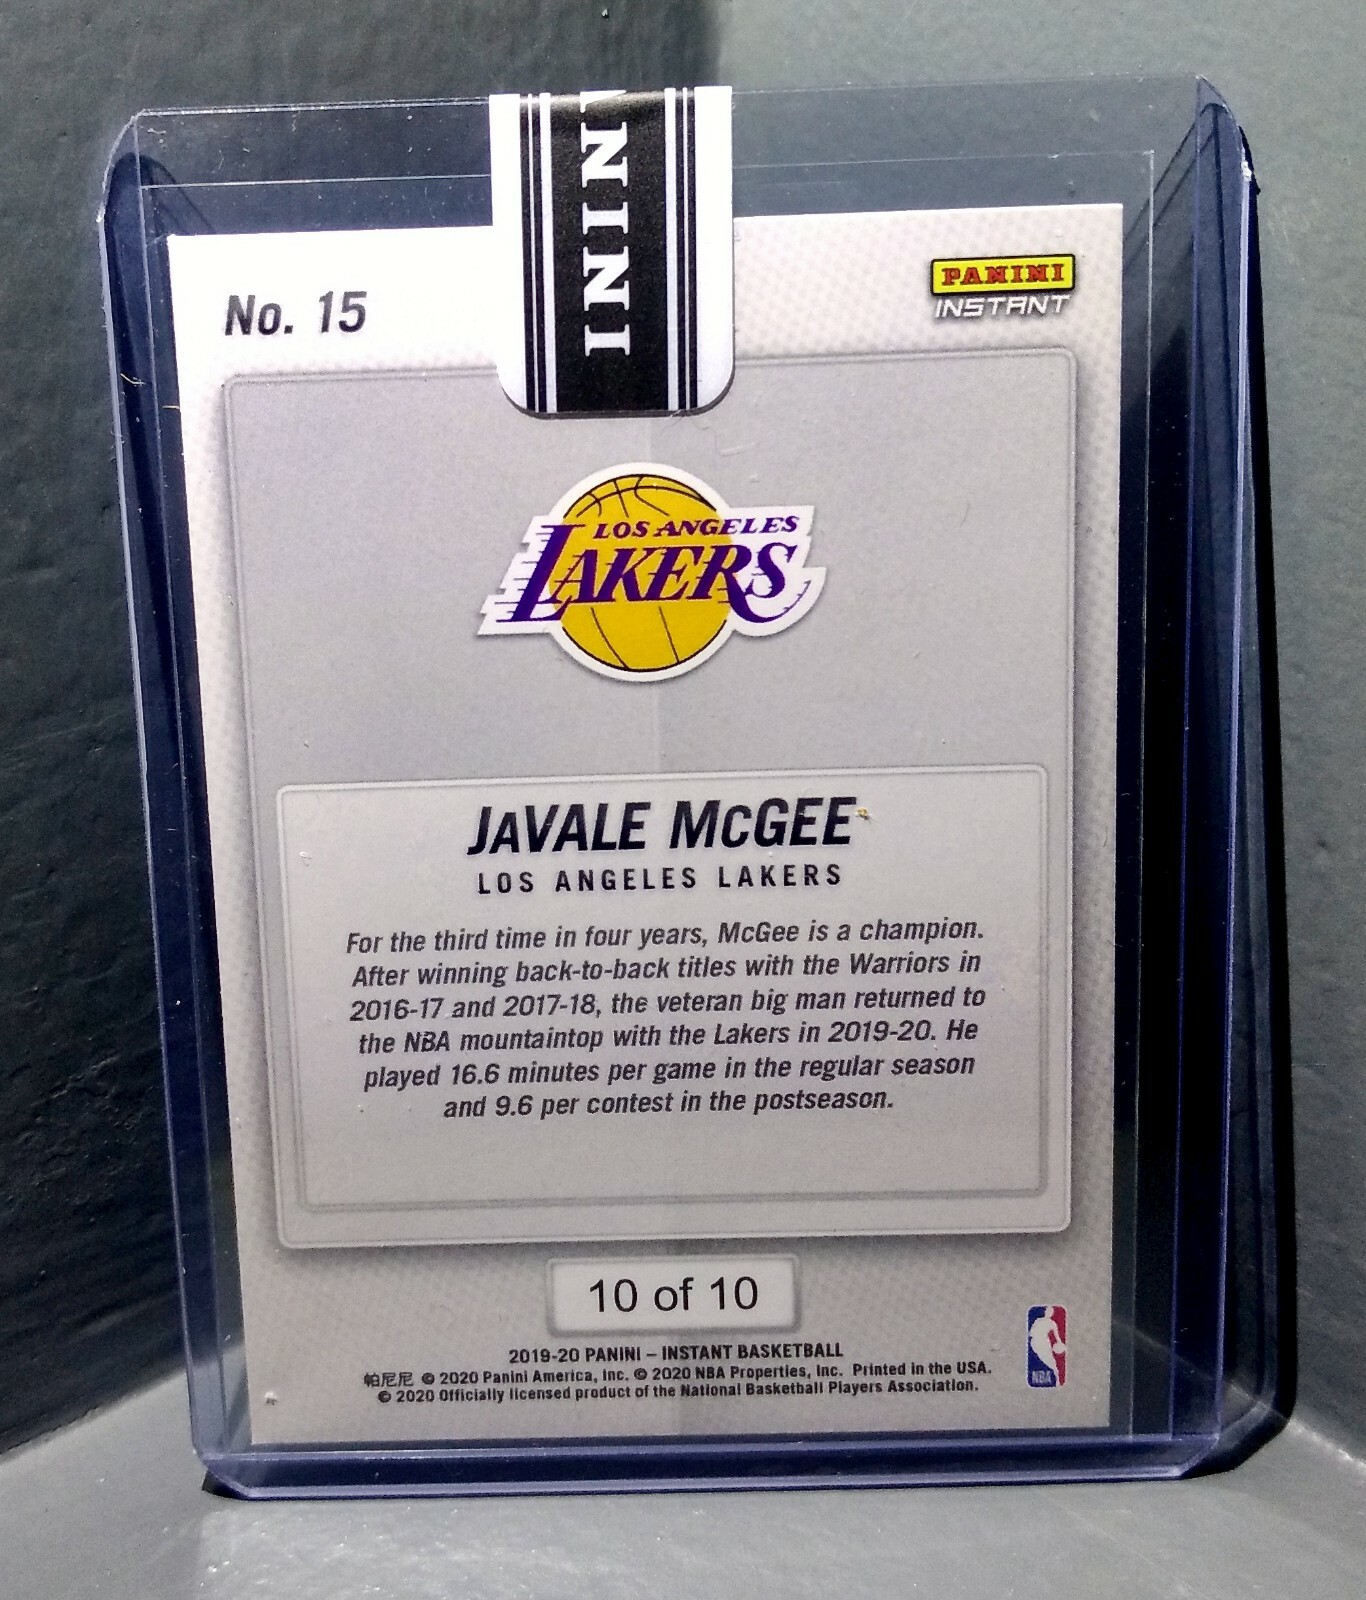 ININ
No. 15
PANINI
INSTANT
LOS ANGELES
LAKERS
JAVALE McGEE
LOS ANGELES LAKERS
For the third time in four years, McGee is a champion.
After winning back-to-back titles with the Warriors in
2016-17 and 2017-18, the veteran big man returned to
the NBA mountaintop with the Lakers in 2019-20. He
played 16.6 minutes per game in the regular season
and 9.6 per contest in the postseason.
10 of 10
2019-20 PANINI – INSTANT BASKETBALL
帕尼尼 © 2020 Panini America, Inc. © 2020 NBA Properties, Inc. Printed in the USA.
© 2020 Officially licensed product of the National Basketball Players Association.
NBA